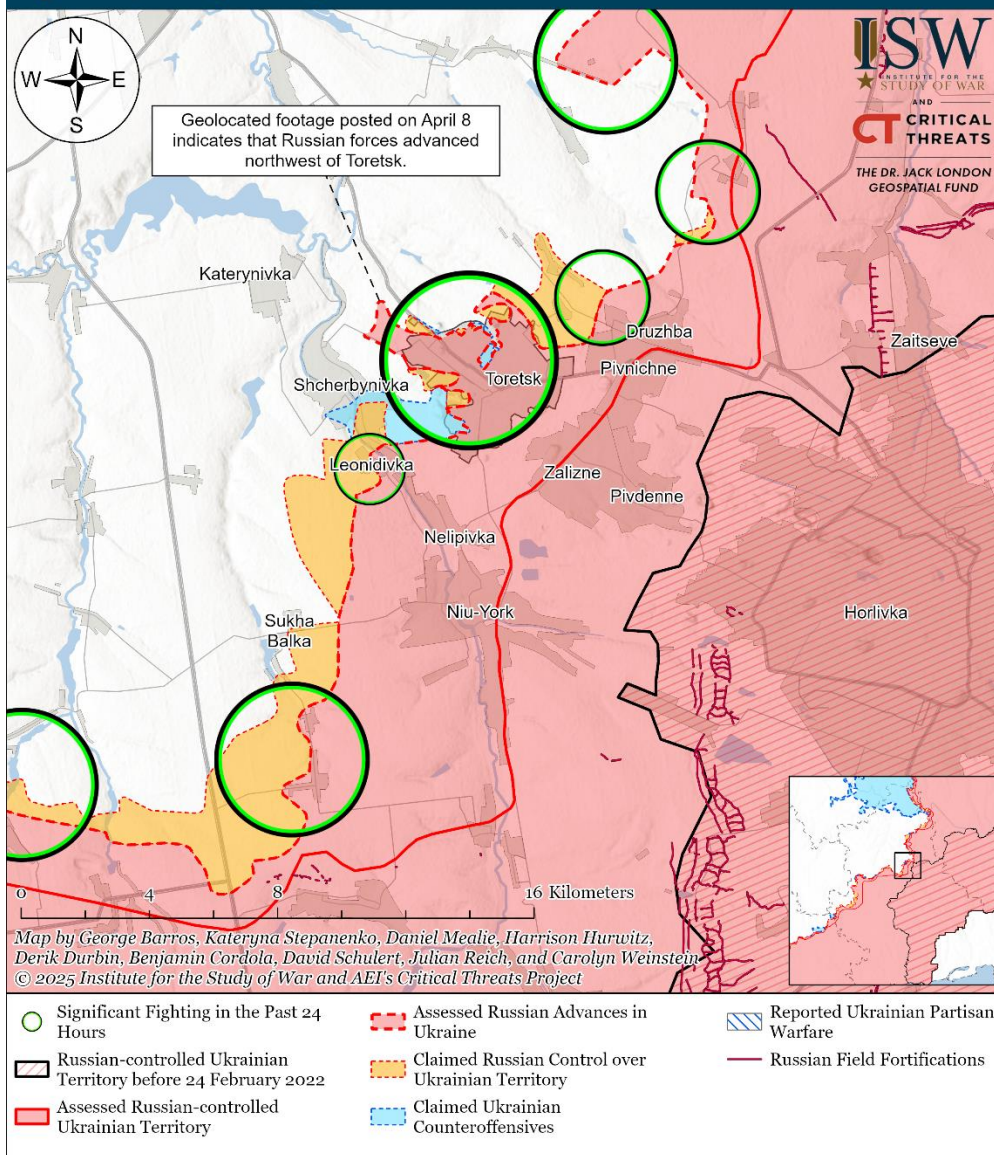 N
W E
S
ISW
INSTITUTE FOR THE
STUDY OF WAR
AND
CT CRITICAL
THREATS
THE DR. JACK LONDON
GEOSPATIAL FUND
Geolocated footage posted on April 8
indicates that Russian forces advanced
northwest of Toretsk.
Katerynivka
Druzhba
Zaitseve
Pivnichne
Toretsk
Shcherbynivka
Leonidivka
Zalizne
Pivdenne
Nelipivka
Niu-York
Horlivka
Sukha
Balka
0 4 8 16 Kilometers
Map by George Barros, Kateryna Stepanenko, Daniel Mealie, Harrison Hurwitz,
Derik Durbin, Benjamin Cordola, David Schulert, Julian Reich, and Carolyn Weinstein
© 2025 Institute for the Study of War and AEI's Critical Threats Project
Significant Fighting in the Past 24
Hours
Russian-controlled Ukrainian
Territory before 24 February 2022
Assessed Russian-controlled
Ukrainian Territory
Assessed Russian Advances in
Ukraine
Claimed Russian Control over
Ukrainian Territory
Claimed Ukrainian
Counteroffensives
Reported Ukrainian Partisan
Warfare
Russian Field Fortifications